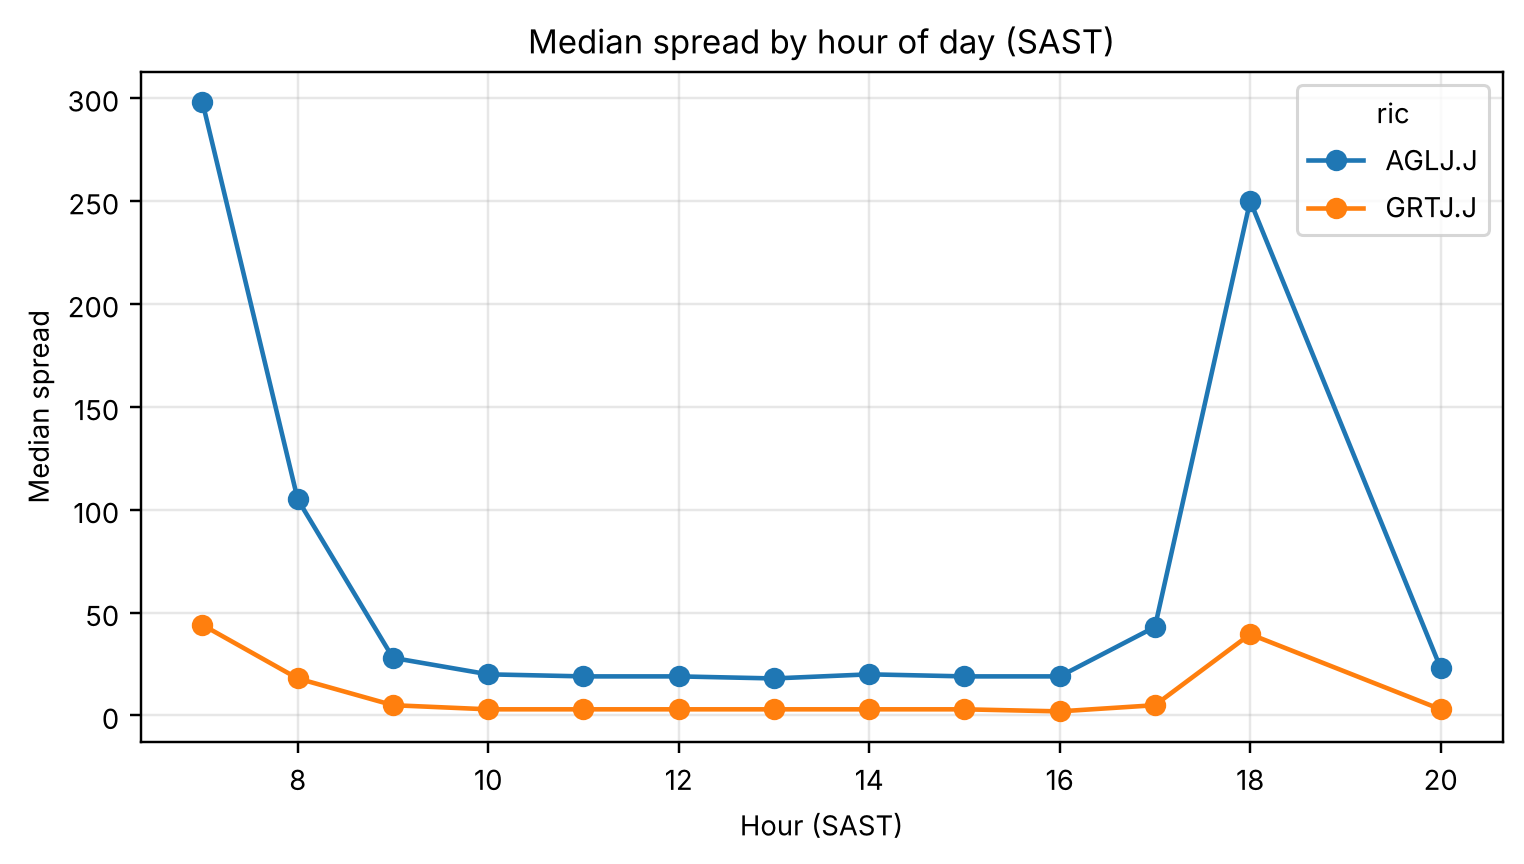 Median spread by hour of day (SAST)
ric
AGLJ.J
GRTJ.J
Median spread
300
250
200
150
100
50
0
8 10 12 14 16 18 20
Hour (SAST)